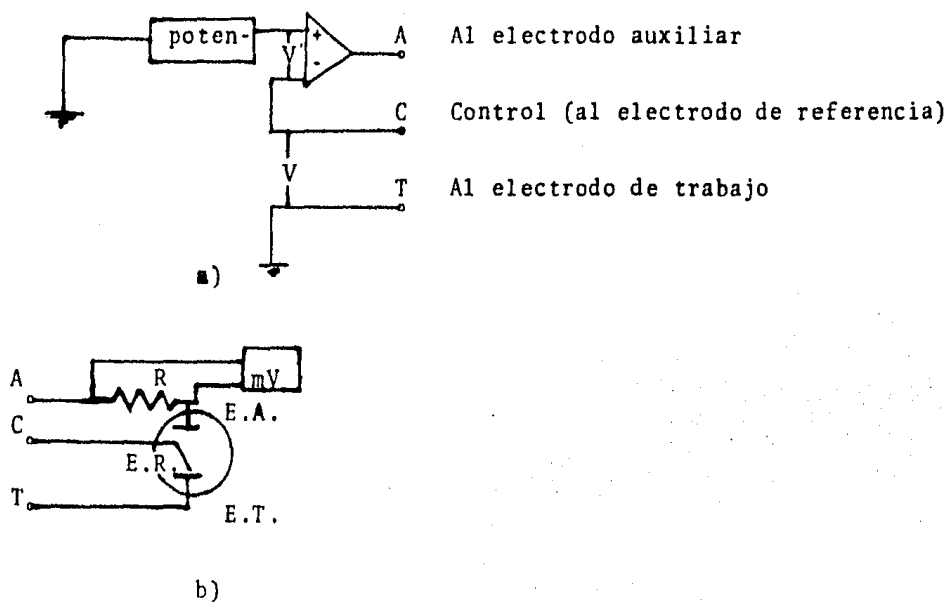 poten-
V'
+
-
A Al electrodo auxiliar
C Control (al electrodo de referencia)
V
T Al electrodo de trabajo
a)
A
R
mV
E.A.
C
E.R.
T
E.T.
b)